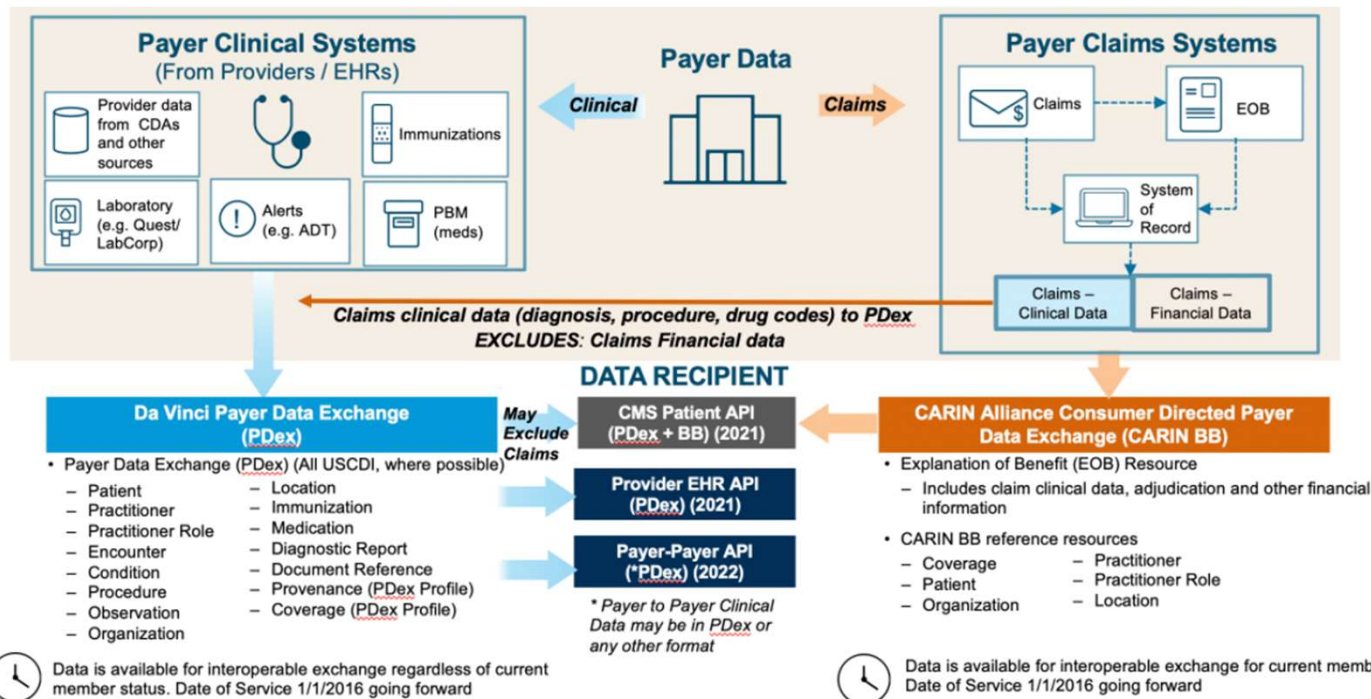 Payer Clinical Systems
(From Providers / EHRs)
Provider data
from CDAs
and other
sources
Immunizations
Laboratory
(e.g. Quest/
LabCorp)
Alerts
(e.g. ADT)
PBM
(meds)
Payer Data
Clinical
Claims
Payer Claims Systems
Claims
EOB
System
of
Record
Claims –
Clinical Data
Claims –
Financial Data
Claims clinical data (diagnosis, procedure, drug codes) to PDex
EXCLUDES: Claims Financial data
DATA RECIPIENT
Da Vinci Payer Data Exchange
(PDex)
• Payer Data Exchange (PDex) (All USCDI, where possible)
– Patient
– Practitioner
– Practitioner Role
– Encounter
– Condition
– Procedure
– Observation
– Organization
– Location
– Immunization
– Medication
– Diagnostic Report
– Document Reference
– Provenance (PDex Profile)
– Coverage (PDex Profile)
Data is available for interoperable exchange regardless of current
member status. Date of Service 1/1/2016 going forward
May
Exclude
Claims
CMS Patient API
(PDex + BB) (2021)
Provider EHR API
(PDex) (2021)
Payer-Payer API
(*PDex) (2022)
* Payer to Payer Clinical
Data may be in PDex or
any other format
CARIN Alliance Consumer Directed Payer
Data Exchange (CARIN BB)
• Explanation of Benefit (EOB) Resource
– Includes claim clinical data, adjudication and other financial
information
• CARIN BB reference resources
– Coverage
– Patient
– Organization
– Practitioner
– Practitioner Role
– Location
Data is available for interoperable exchange for current memb
Date of Service 1/1/2016 going forward